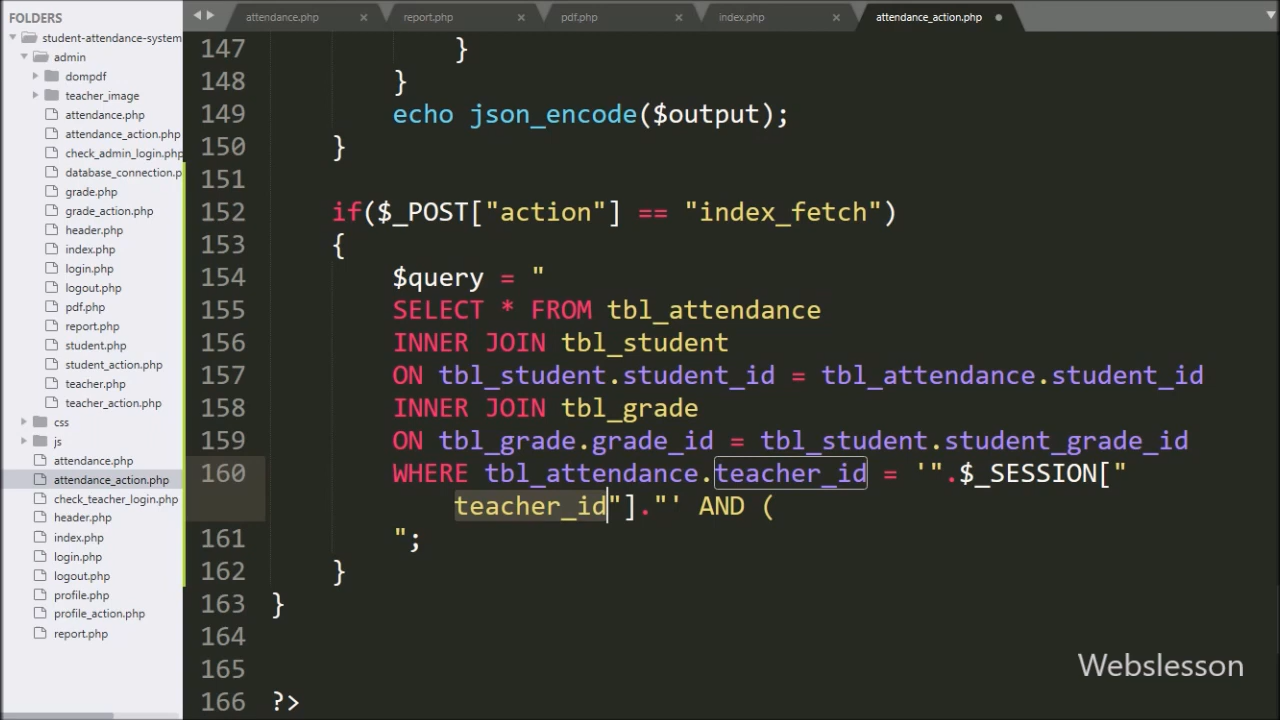 FOLDERS
student-attendance-system
admin
dompdf
teacher_image
attendance.php
attendance_action.php
check_admin_login.php
database_connection.p
grade.php
grade_action.php
header.php
index.php
login.php
logout.php
pdf.php
report.php
student.php
student_action.php
teacher.php
teacher_action.php
css
js
attendance.php
attendance_action.php
check_teacher_login.php
header.php
index.php
login.php
logout.php
profile.php
profile_action.php
report.php
attendance.php report.php pdf.php index.php attendance_action.php
147 }
148 }
149 echo json_encode($output);
150 }
151
152 if($_POST["action"] == "index_fetch")
153 {
154 $query = "
155 SELECT * FROM tbl_attendance
156 INNER JOIN tbl_student
157 ON tbl_student.student_id = tbl_attendance.student_id
158 INNER JOIN tbl_grade
159 ON tbl_grade.grade_id = tbl_student.student_grade_id
160 WHERE tbl_attendance.teacher_id = '".$_SESSION["
teacher_id"]."' AND (
161 ";
162 }
163 }
164
165
166 ?>
Webslesson